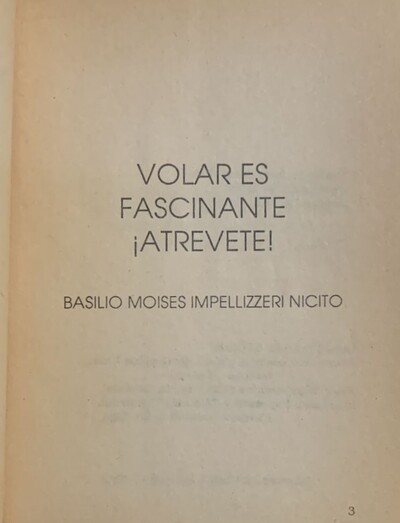 VOLAR ES
FASCINANTE
¡ATREVETE!
BASILIO MOISES IMPELLIZZERI NICITO
3